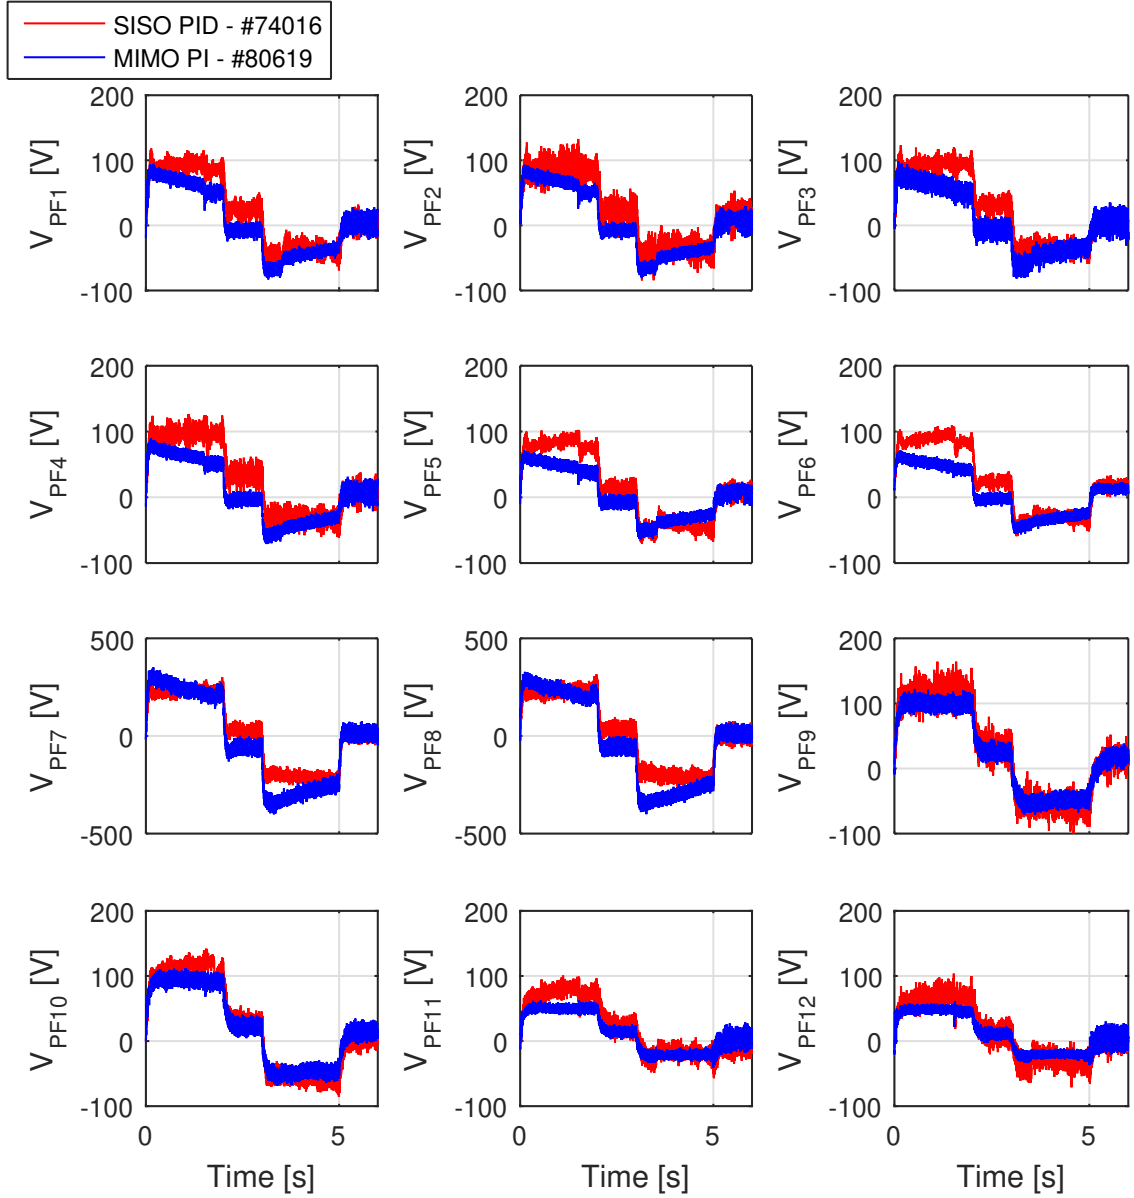 SISO PID - #74016
MIMO PI - #80619
200
100
0
-100
V_PF1 [V]
200
100
0
-100
V_PF2 [V]
200
100
0
-100
V_PF3 [V]
200
100
0
-100
V_PF4 [V]
200
100
0
-100
V_PF5 [V]
200
100
0
-100
V_PF6 [V]
500
0
-500
V_PF7 [V]
500
0
-500
V_PF8 [V]
200
100
0
-100
V_PF9 [V]
200
100
0
-100
V_PF10 [V]
0 5
Time [s]
200
100
0
-100
V_PF11 [V]
0 5
Time [s]
200
100
0
-100
V_PF12 [V]
0 5
Time [s]